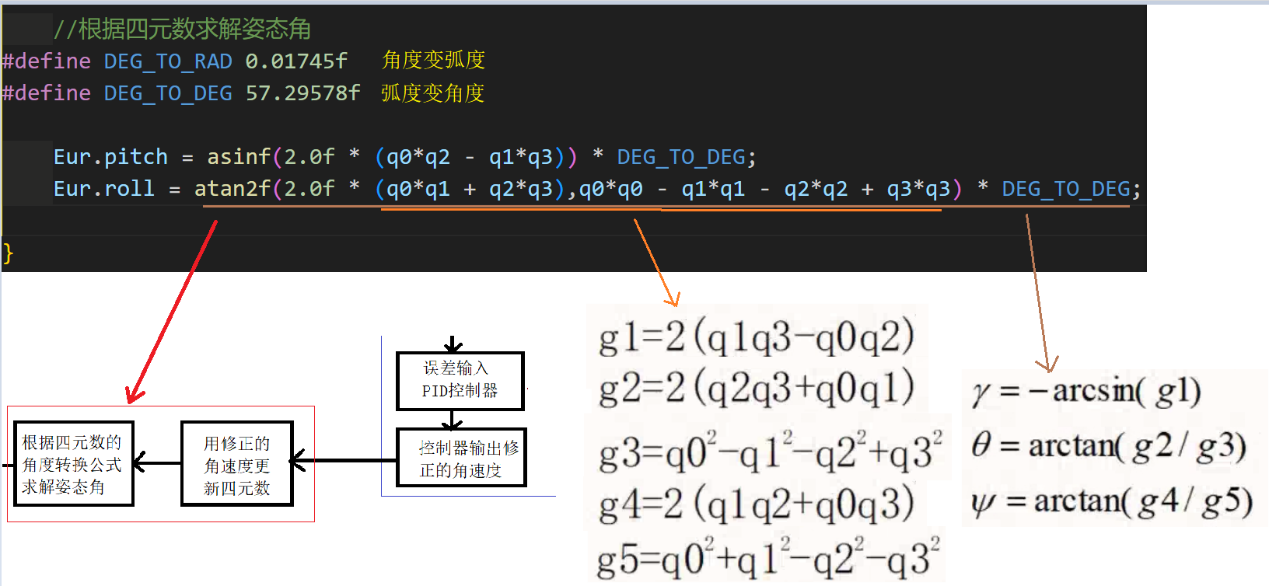 //根据四元数求解姿态角
#define DEG_TO_RAD 0.01745f 角度变弧度
#define DEG_TO_DEG 57.29578f 弧度变角度
Eur.pitch = asinf(2.0f * (q0*q2 - q1*q3)) * DEG_TO_DEG;
Eur.roll = atan2f(2.0f * (q0*q1 + q2*q3),q0*q0 - q1*q1 - q2*q2 + q3*q3) * DEG_TO_DEG;
}
误差输入
PID控制器
控制器输出修
正的角速度
用修正的
角速度更
新四元数
根据四元数的
角度转换公式
求解姿态角
g1=2(q1q3-q0q2)
g2=2(q2q3+q0q1)
g3=q0²-q1²-q2²+q3²
g4=2(q1q2+q0q3)
g5=q0²+q1²-q2²-q3²
γ = -arcsin( g1)
θ = arctan( g2/ g3)
ψ = arctan( g4/ g5)